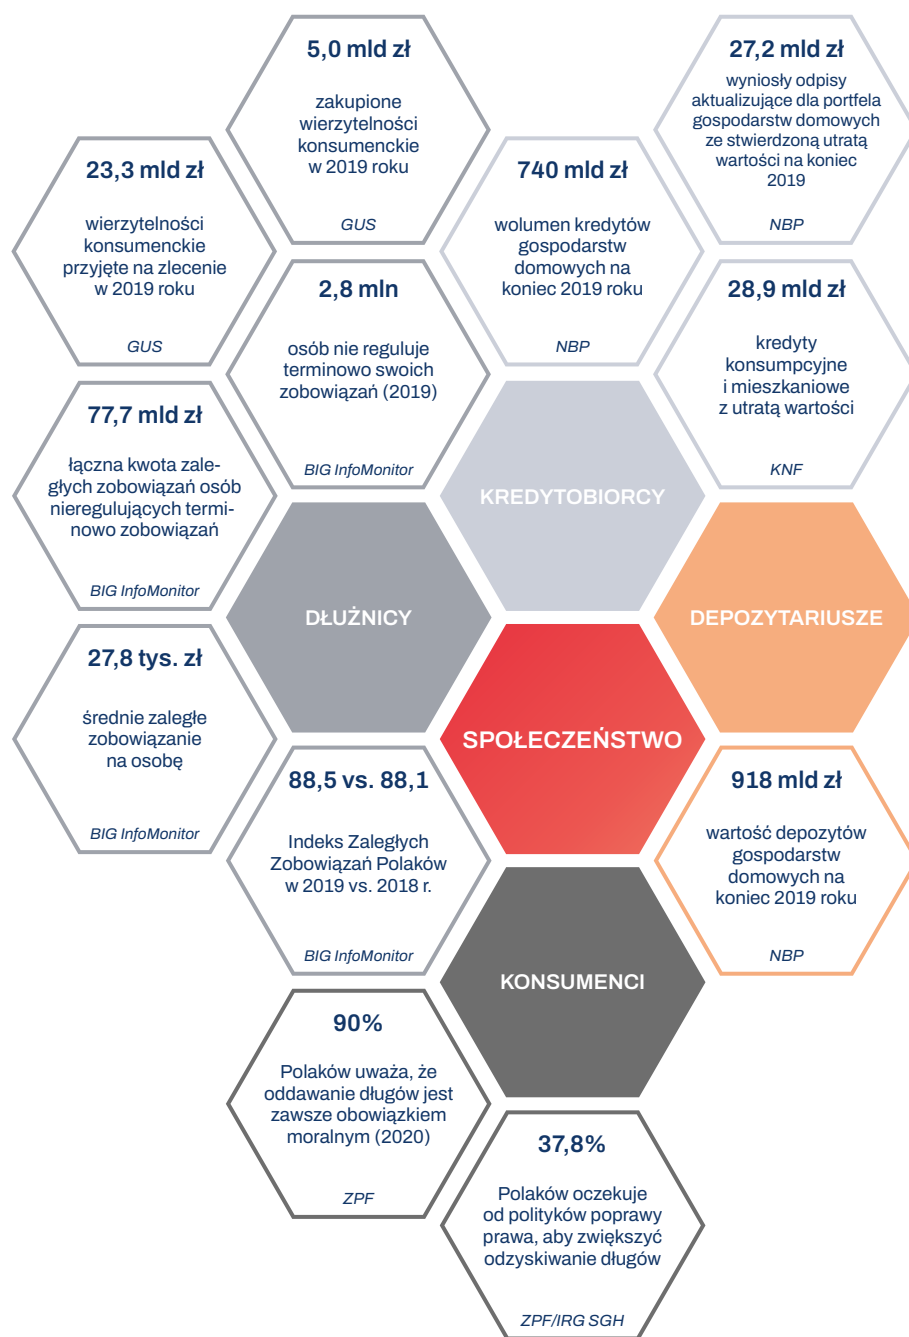 5,0 mld zł
zakupione
wierzytelności
konsumenckie
w 2019 roku
GUS
27,2 mld zł
wyniosły odpisy
aktualizujące dla portfela
gospodarstw domowych
ze stwierdzoną utratą
wartości na koniec
2019
NBP
23,3 mld zł
wierzytelności
konsumenckie
przyjęte na zlecenie
w 2019 roku
GUS
740 mld zł
wolumen kredytów
gospodarstw
domowych na
koniec 2019 roku
NBP
2,8 mln
osób nie reguluje
terminowo swoich
zobowiązań (2019)
BIG InfoMonitor
28,9 mld zł
kredyty
konsumpcyjne
i mieszkaniowe
z utratą wartości
KNF
77,7 mld zł
łączna kwota zale-
głych zobowiązań osób
nieregulujących termi-
nowo zobowiązań
BIG InfoMonitor
KREDYTOBIORCY
DŁUŻNICY
DEPOZYTARIUSZE
27,8 tys. zł
średnie zaległe
zobowiązanie
na osobę
BIG InfoMonitor
SPOŁECZEŃSTWO
88,5 vs. 88,1
Indeks Zaległych
Zobowiązań Polaków
w 2019 vs. 2018 r.
BIG InfoMonitor
918 mld zł
wartość depozytów
gospodarstw
domowych na
koniec 2019 roku
NBP
KONSUMENCI
90%
Polaków uważa, że
oddawanie długów jest
zawsze obowiązkiem
moralnym (2020)
ZPF
37,8%
Polaków oczekuje
od polityków poprawy
prawa, aby zwiększyć
odzyskiwanie długów
ZPF/IRG SGH